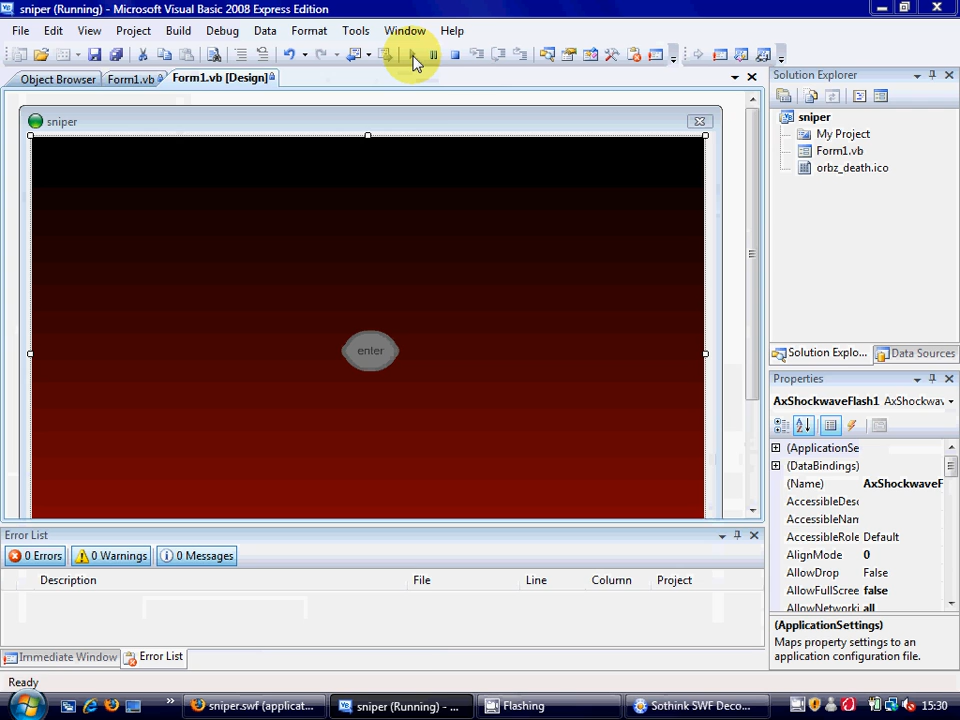 sniper (Running) - Microsoft Visual Basic 2008 Express Edition
File Edit View Project Build Debug Data Format Tools Window Help
Object Browser Form1.vb Form1.vb [Design]
Solution Explorer
sniper
sniper
My Project
Form1.vb
orbz_death.ico
enter
Solution Explo... Data Sources
Properties
AxShockwaveFlash1 AxShockwav
(ApplicationSe
(DataBindings)
(Name) AxShockwaveF
AccessibleDesc
AccessibleNam
AccessibleRole Default
AlignMode 0
AllowDrop False
AllowFullScree false
AllowNetworki all
(ApplicationSettings)
Maps property settings to an
application configuration file.
Error List
0 Errors 0 Warnings 0 Messages
Description File Line Column Project
Immediate Window Error List
Ready
sniper.swf (applicat... sniper (Running) - ... Flashing Sothink SWF Deco... 15:30